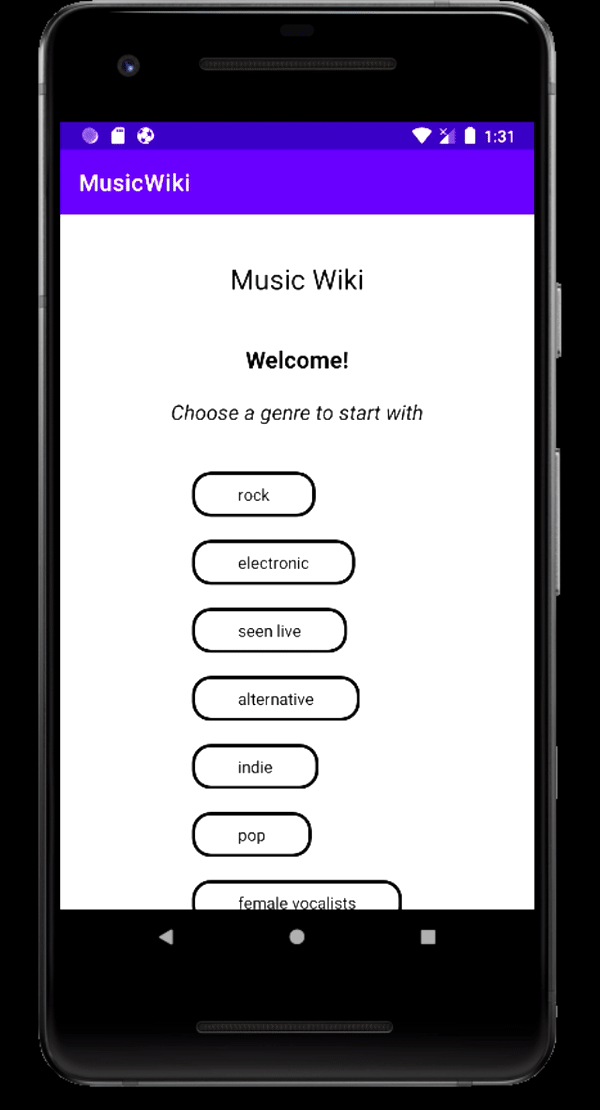 1:31
MusicWiki
Music Wiki
Welcome!
Choose a genre to start with
rock
electronic
seen live
alternative
indie
pop
female vocalists